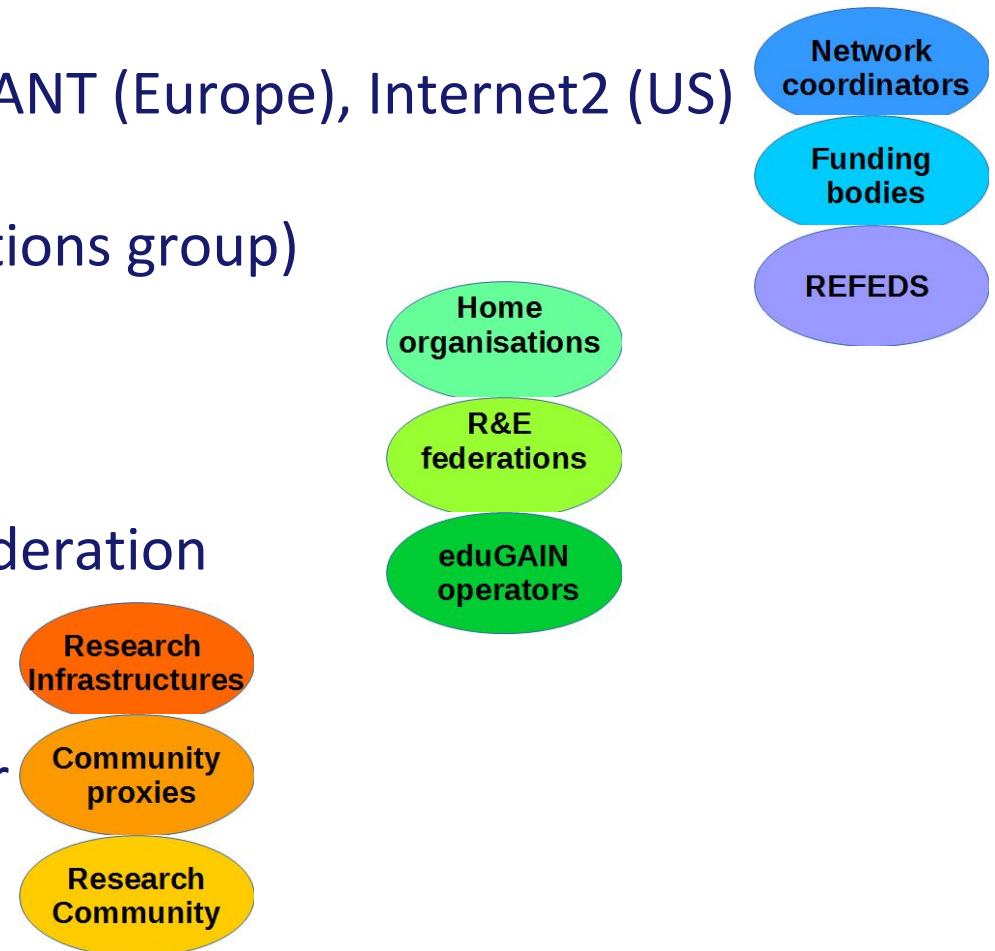 ANT (Europe), Internet2 (US)
Network
coordinators
Funding
bodies
tions group)
REFEDS
Home
organisations
R&E
federations
deration
eduGAIN
operators
Research
Infrastructures
r
Community
proxies
Research
Community